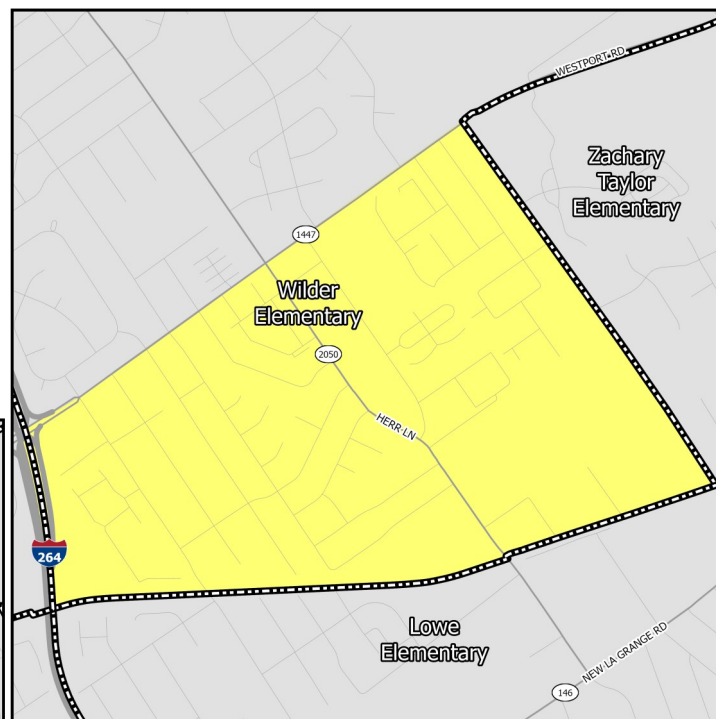 WESTPORT RD
Zachary
Taylor
Elementary
1447
Wilder
Elementary
2050
HERR LN
264
Lowe
Elementary
NEW LA GRANGE RD
146